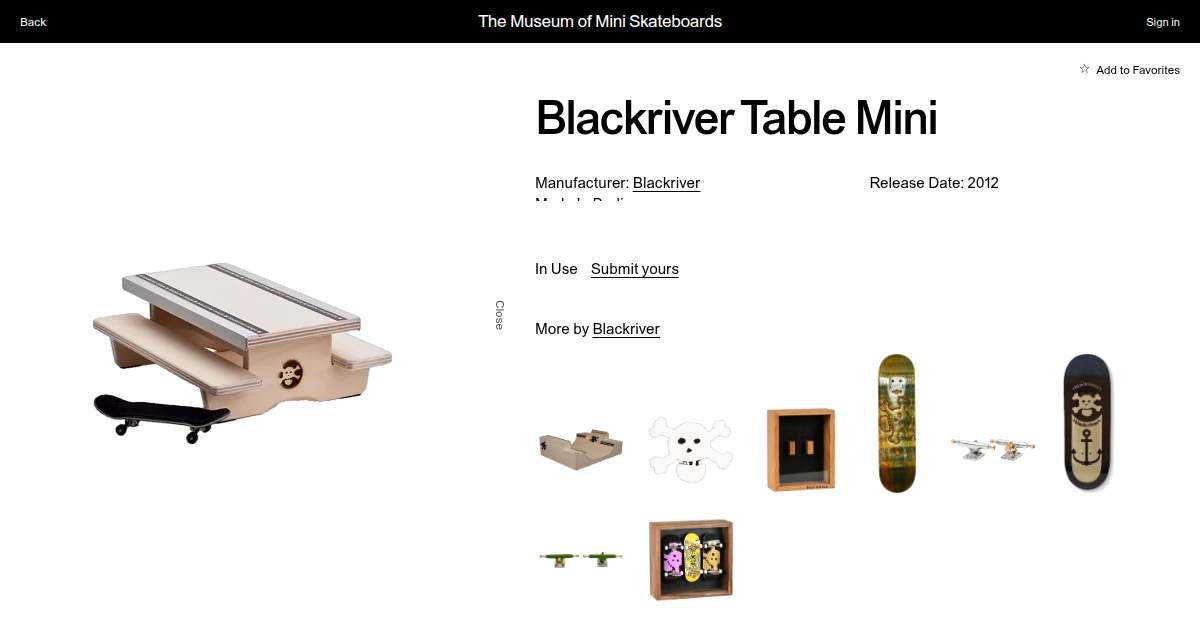 Back
The Museum of Mini Skateboards
Sign in
☆ Add to Favorites
Blackriver Table Mini
Manufacturer: Blackriver
Release Date: 2012
In Use Submit yours
Close
More by Blackriver